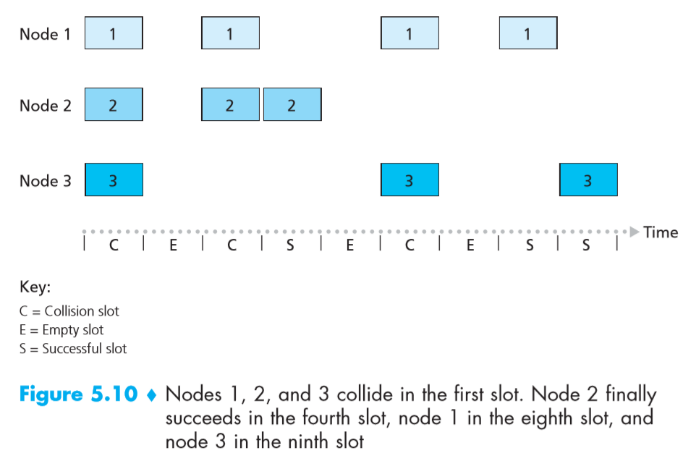 Node 1 1 1 1 1
Node 2 2 2 2
Node 3 3 3 3
Time
C E C S E C E S S
Key:
C = Collision slot
E = Empty slot
S = Successful slot
Figure 5.10 ♦ Nodes 1, 2, and 3 collide in the first slot. Node 2 finally
succeeds in the fourth slot, node 1 in the eighth slot, and
node 3 in the ninth slot